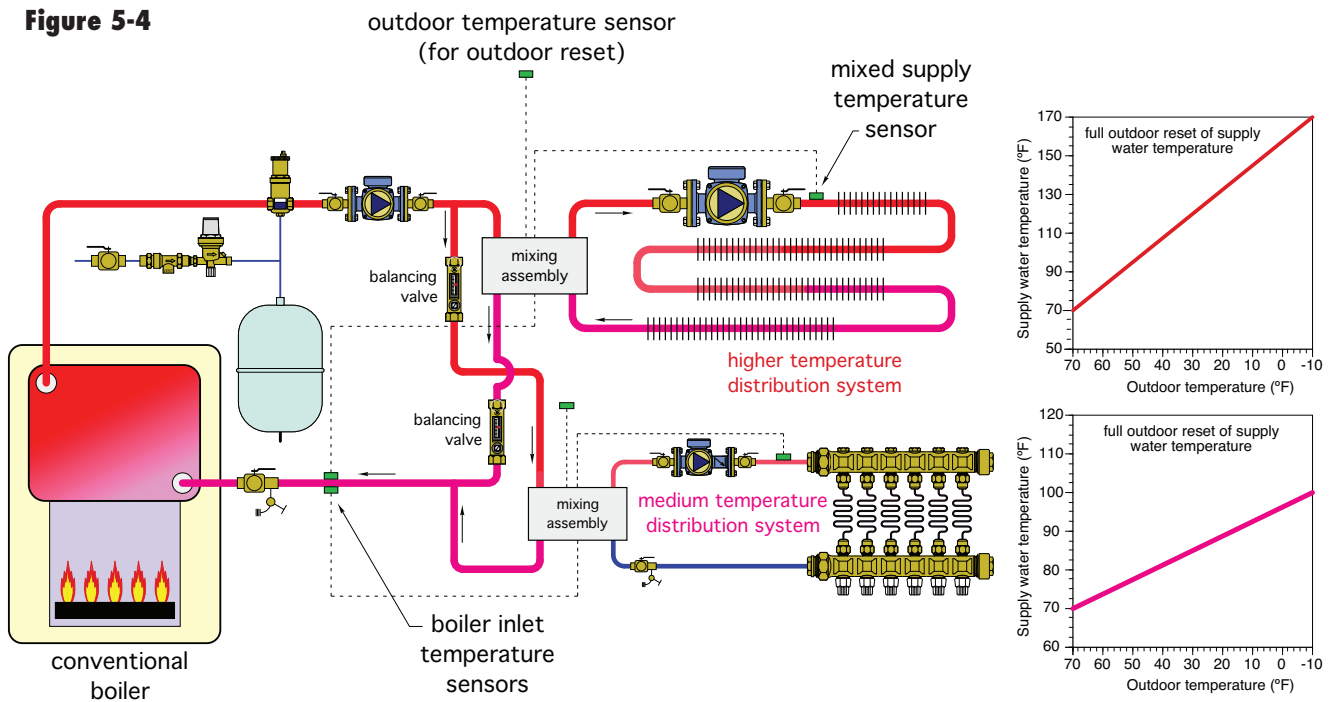 Figure 5-4
outdoor temperature sensor
(for outdoor reset)
mixed supply
temperature
sensor
balancing
valve
mixing
assembly
higher temperature
distribution system
balancing
valve
mixing
assembly
medium temperature
distribution system
boiler inlet
temperature
sensors
conventional
boiler
full outdoor reset of supply
water temperature
Supply water temperature (ºF)
170
150
130
110
90
70
50
70 60 50 40 30 20 10 0 -10
Outdoor temperature (ºF)
full outdoor reset of supply
water temperature
Supply water temperature (ºF)
120
110
100
90
80
70
60
70 60 50 40 30 20 10 0 -10
Outdoor temperature (ºF)